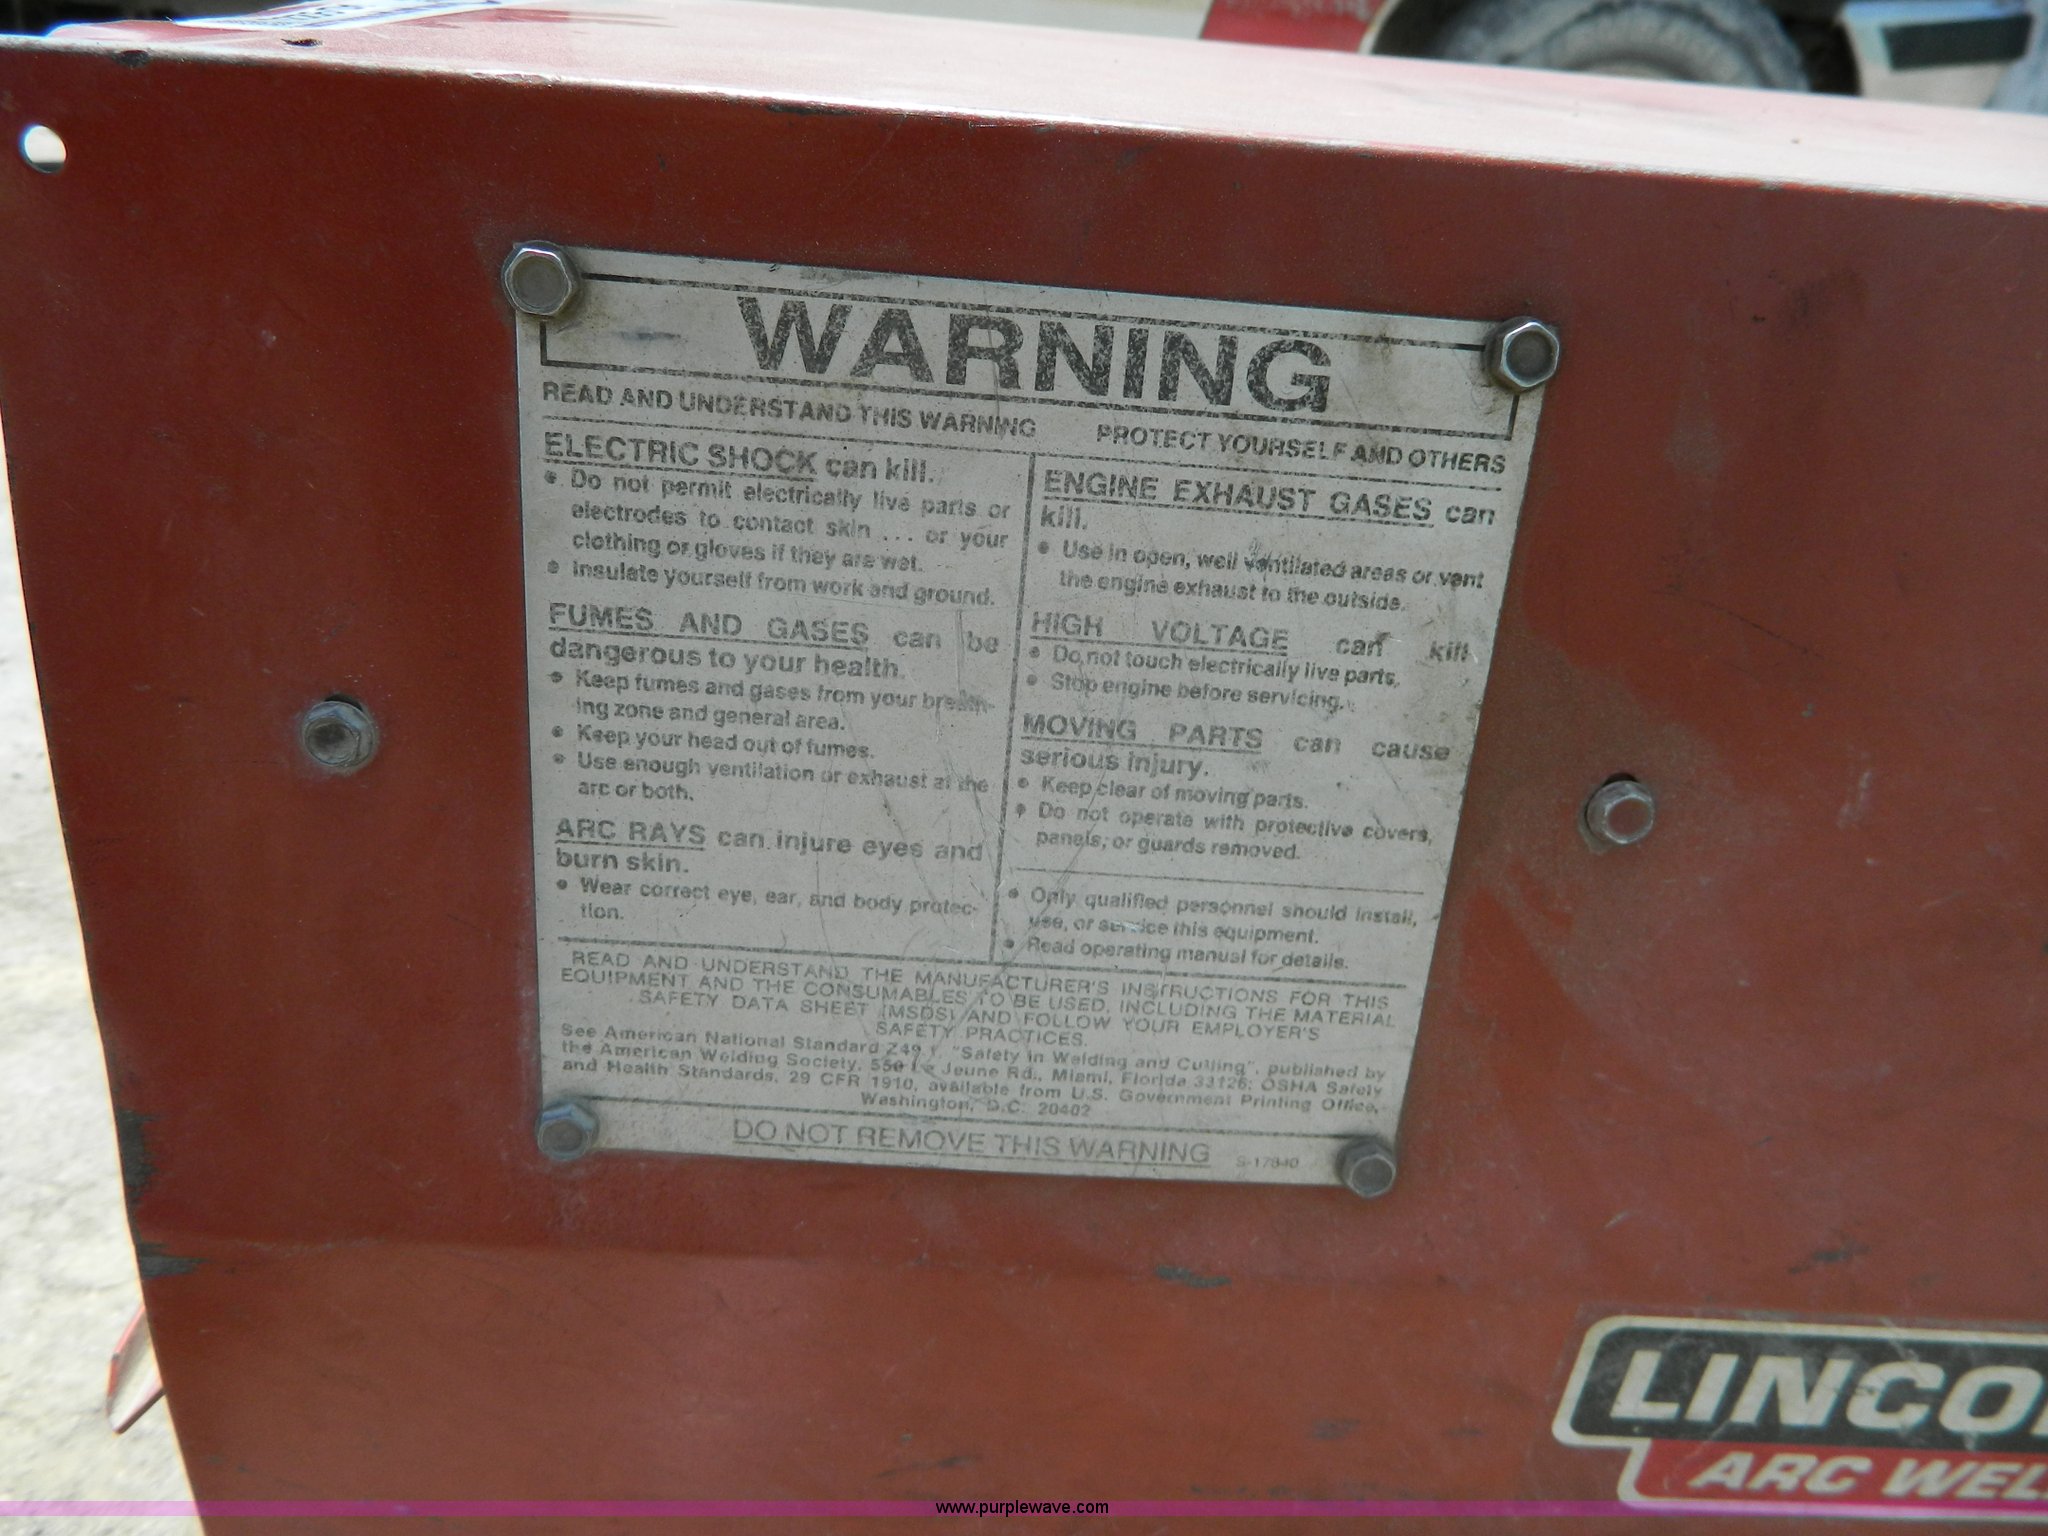 WARNING
READ AND UNDERSTAND THIS WARNING
PROTECT YOURSELF AND OTHERS
ELECTRIC SHOCK can kill.
• Do not permit electrically live parts or
electrodes to contact skin ... or your
clothing or gloves if they are wet.
• Insulate yourself from work and ground.
FUMES AND GASES can be
dangerous to your health.
• Keep fumes and gases from your breath-
ing zone and general area.
• Keep your head out of fumes.
• Use enough ventilation or exhaust at the
arc or both.
ARC RAYS can injure eyes and
burn skin.
• Wear correct eye, ear, and body protec-
tion.
ENGINE EXHAUST GASES can
kill.
• Use in open, well ventilated areas or vent
the engine exhaust to the outside.
HIGH VOLTAGE can kill
• Do not touch electrically live parts.
• Stop engine before servicing.
MOVING PARTS can cause
serious injury.
• Keep clear of moving parts.
• Do not operate with protective covers,
panels, or guards removed.
• Only qualified personnel should install,
use, or service this equipment.
• Read operating manual for details.
READ AND UNDERSTAND THE MANUFACTURER'S INSTRUCTIONS FOR THIS
EQUIPMENT AND THE CONSUMABLES TO BE USED, INCLUDING THE MATERIAL
SAFETY DATA SHEET (MSDS) AND FOLLOW YOUR EMPLOYER'S
SAFETY PRACTICES.
See American National Standard Z49.1, "Safety in Welding and Cutting", published by
the American Welding Society, 550 Le Jeune Rd., Miami, Florida 33126; OSHA Safety
and Health Standards, 29 CFR 1910, available from U.S. Government Printing Office,
Washington, D.C. 20402
DO NOT REMOVE THIS WARNING
S-17840
LINCO
ARC WEL
www.purplewave.com